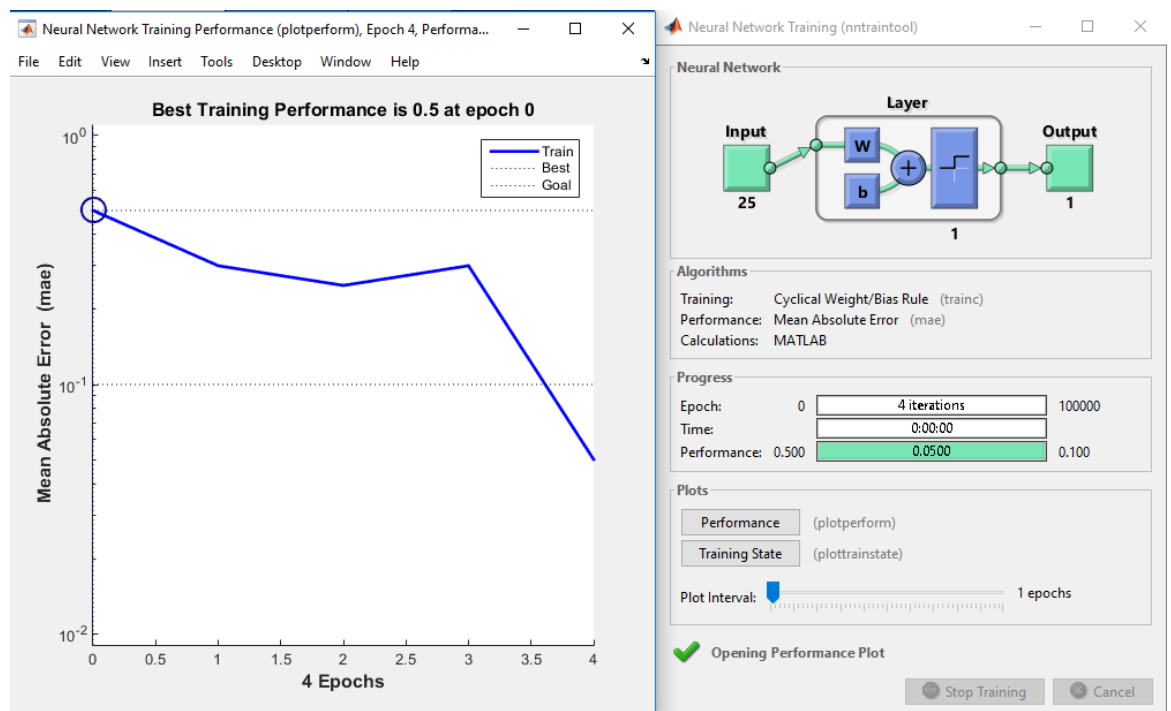 Neural Network Training Performance (plotperform), Epoch 4, Performa...
File Edit View Insert Tools Desktop Window Help
Best Training Performance is 0.5 at epoch 0
Train
Best
Goal
Mean Absolute Error (mae)
10^0
10^-1
10^-2
0 0.5 1 1.5 2 2.5 3 3.5 4
4 Epochs
Neural Network Training (nntraintool)
Neural Network
Layer
Input
Output
W
b
+
25
1
1
Algorithms
Training: Cyclical Weight/Bias Rule (trainc)
Performance: Mean Absolute Error (mae)
Calculations: MATLAB
Progress
Epoch: 0 4 iterations 100000
Time: 0:00:00
Performance: 0.500 0.0500 0.100
Plots
Performance (plotperform)
Training State (plottrainstate)
Plot Interval: 1 epochs
Opening Performance Plot
Stop Training Cancel